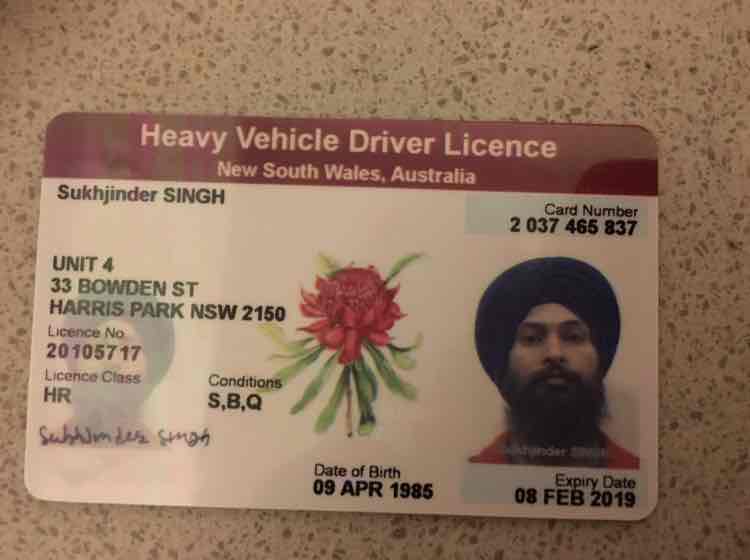 Heavy Vehicle Driver Licence
New South Wales, Australia
Sukhjinder SINGH
Card Number
2 037 465 837
UNIT 4
33 BOWDEN ST
HARRIS PARK NSW 2150
Licence No.
20105717
Licence Class
HR
Conditions
S,B,Q
Sukhjinder Singh
Sukhjinder SINGH
Date of Birth
09 APR 1985
Expiry Date
08 FEB 2019